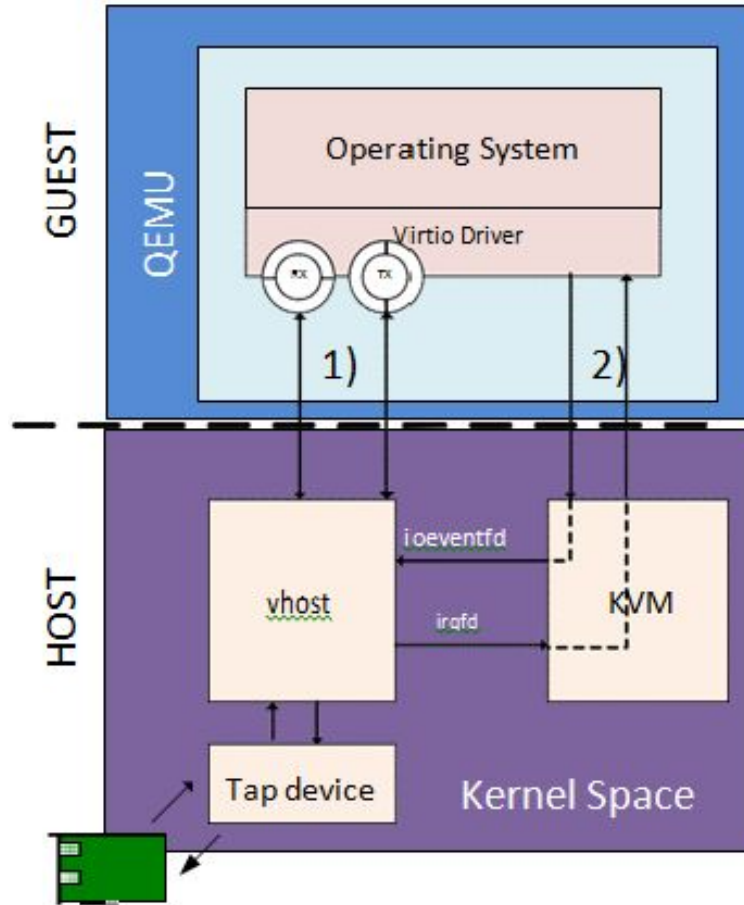 GUEST
QEMU
Operating System
Virtio Driver
RX
TX
1)
2)
HOST
ioeventfd
vhost
KVM
irqfd
Tap device
Kernel Space